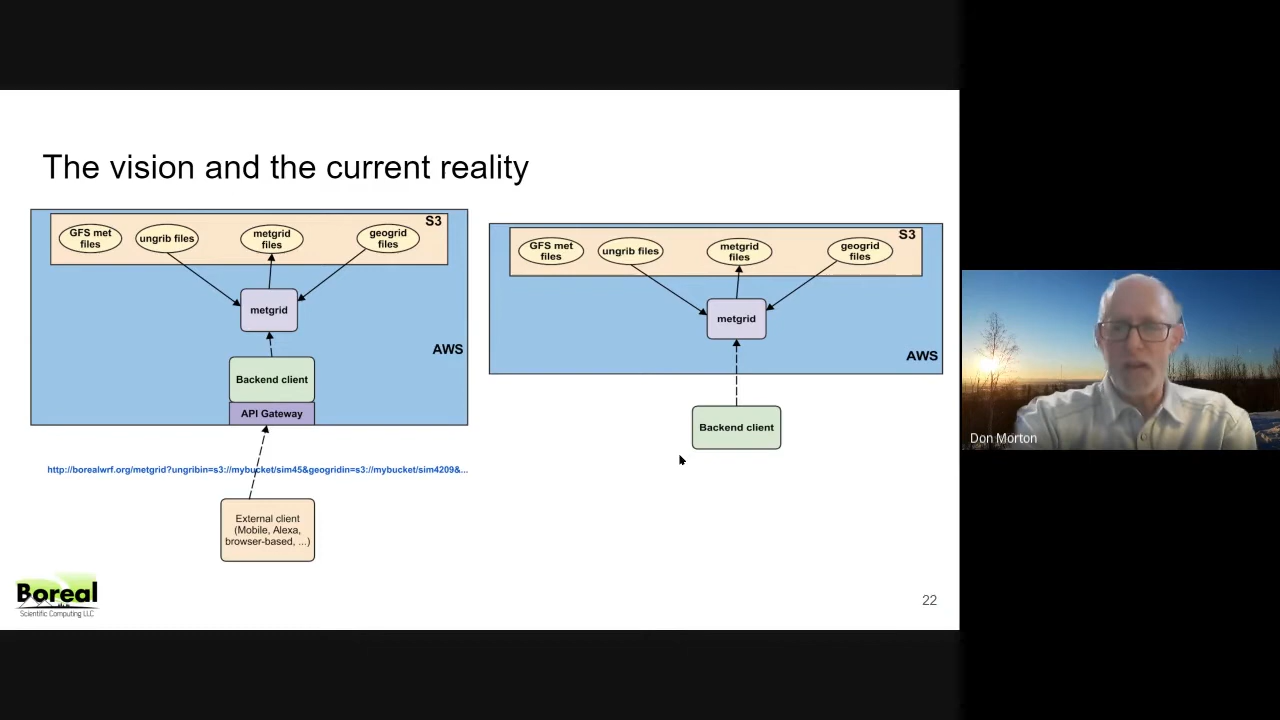 The vision and the current reality
S3
GFS met
files
ungrib files
metgrid
files
geogrid
files
metgrid
AWS
Backend client
API Gateway
http://borealwrf.org/metgrid?ungribin=s3://mybucket/sim45&geogridin=s3://mybucket/sim4209&...
External client
(Mobile, Alexa,
browser-based, ...)
S3
GFS met
files
ungrib files
metgrid
files
geogrid
files
metgrid
AWS
Backend client
Boreal
Scientific Computing LLC
22
Don Morton